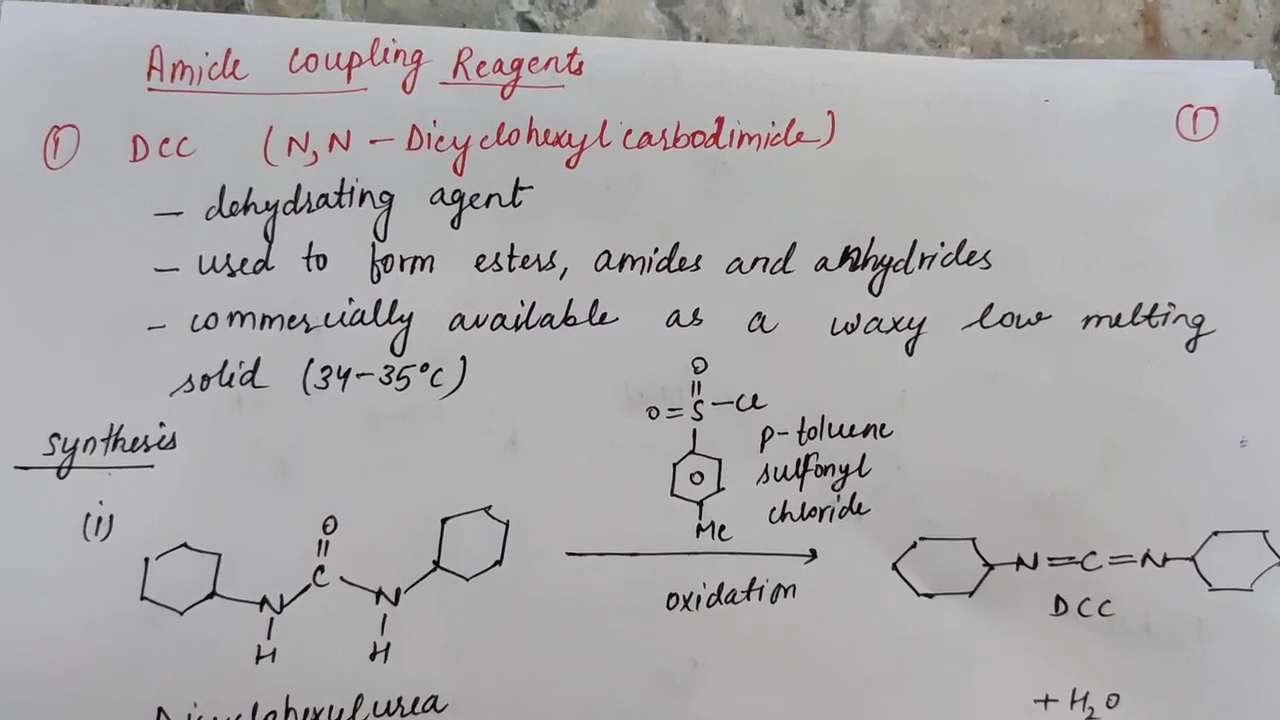 Amide coupling Reagents
① DCC (N,N - Dicyclohexyl carbodimide) ①
- dehydrating agent
- used to form esters, amides and anhydrides
- commercially available as a waxy low melting
solid (34-35°C)
synthesis
O
O=S-Cl
p-toluene
sulfonyl
chloride
Me
(i)
O
C
N N
H H
oxidation
N=C=N
DCC
Dicyclohexylurea
+ H₂O